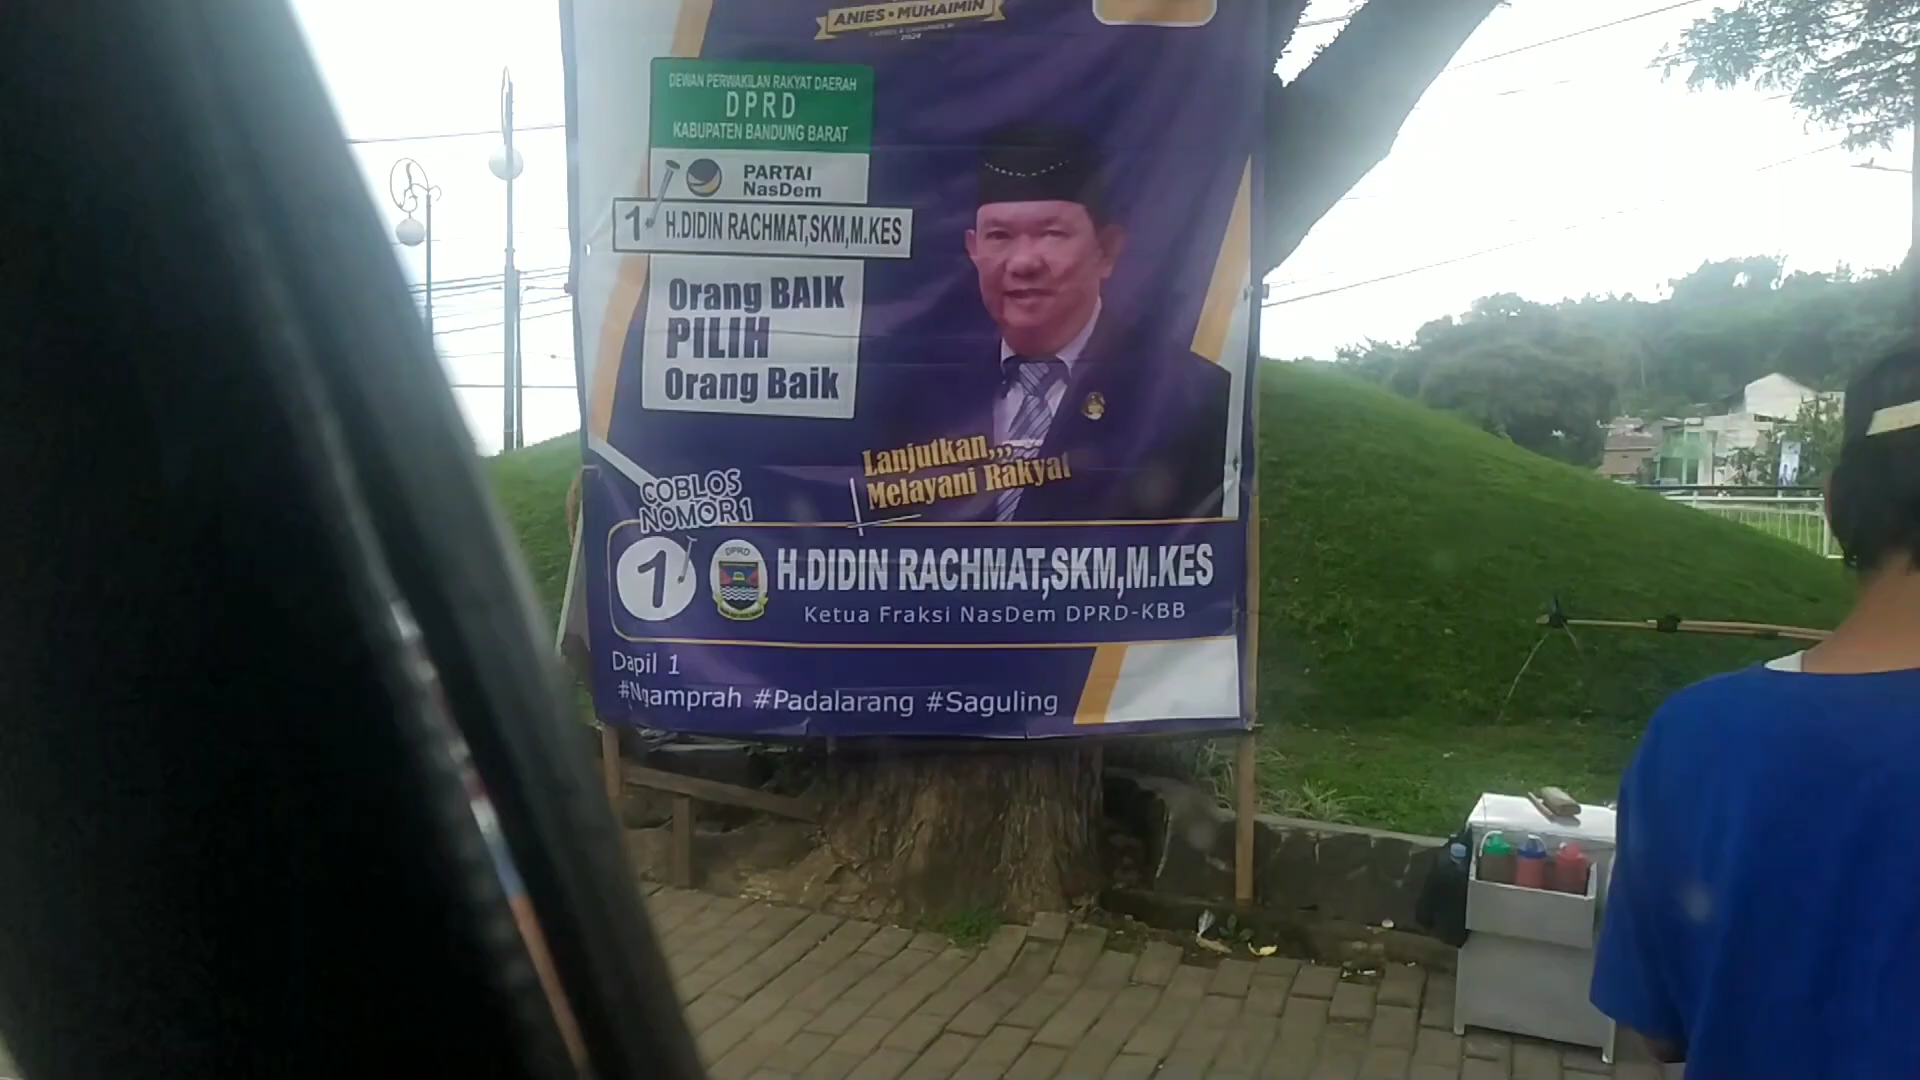 ANIES • MUHAIMIN
2024
DEWAN PERWAKILAN RAKYAT DAERAH
DPRD
KABUPATEN BANDUNG BARAT
PARTAI
NasDem
1 H.DIDIN RACHMAT,SKM,M.KES
Orang BAIK
PILIH
Orang Baik
Lanjutkan,,,
Melayani Rakyat
COBLOS
NOMOR 1
1
DPRD
H.DIDIN RACHMAT,SKM,M.KES
Ketua Fraksi NasDem DPRD-KBB
Dapil 1
#Ngamprah #Padalarang #Saguling